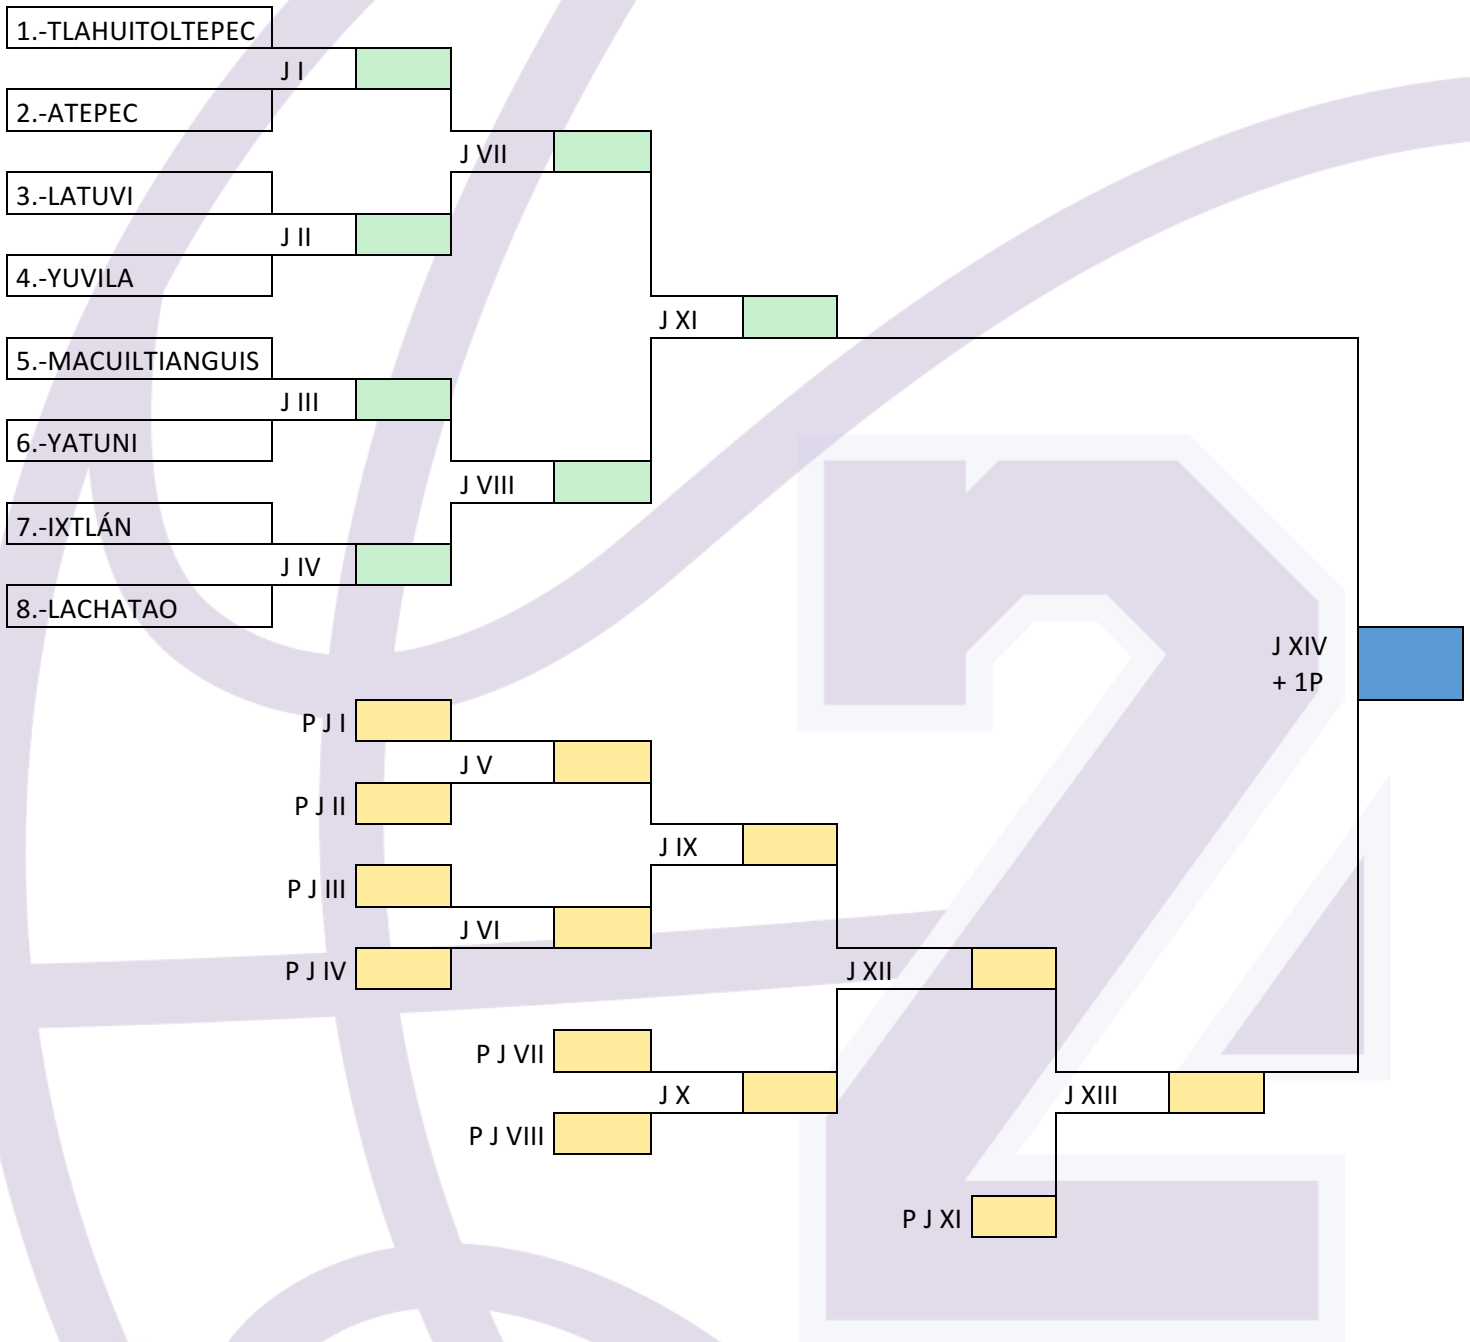 1.-TLAHUITOLTEPEC
J I
2.-ATEPEC
J VII
3.-LATUVI
J II
4.-YUVILA
J XI
5.-MACUILTIANGUIS
J III
6.-YATUNI
J VIII
7.-IXTLÁN
J IV
8.-LACHATAO
J XIV
+ 1P
P J I
J V
P J II
J IX
P J III
J VI
P J IV
J XII
P J VII
J X
J XIII
P J VIII
P J XI
2